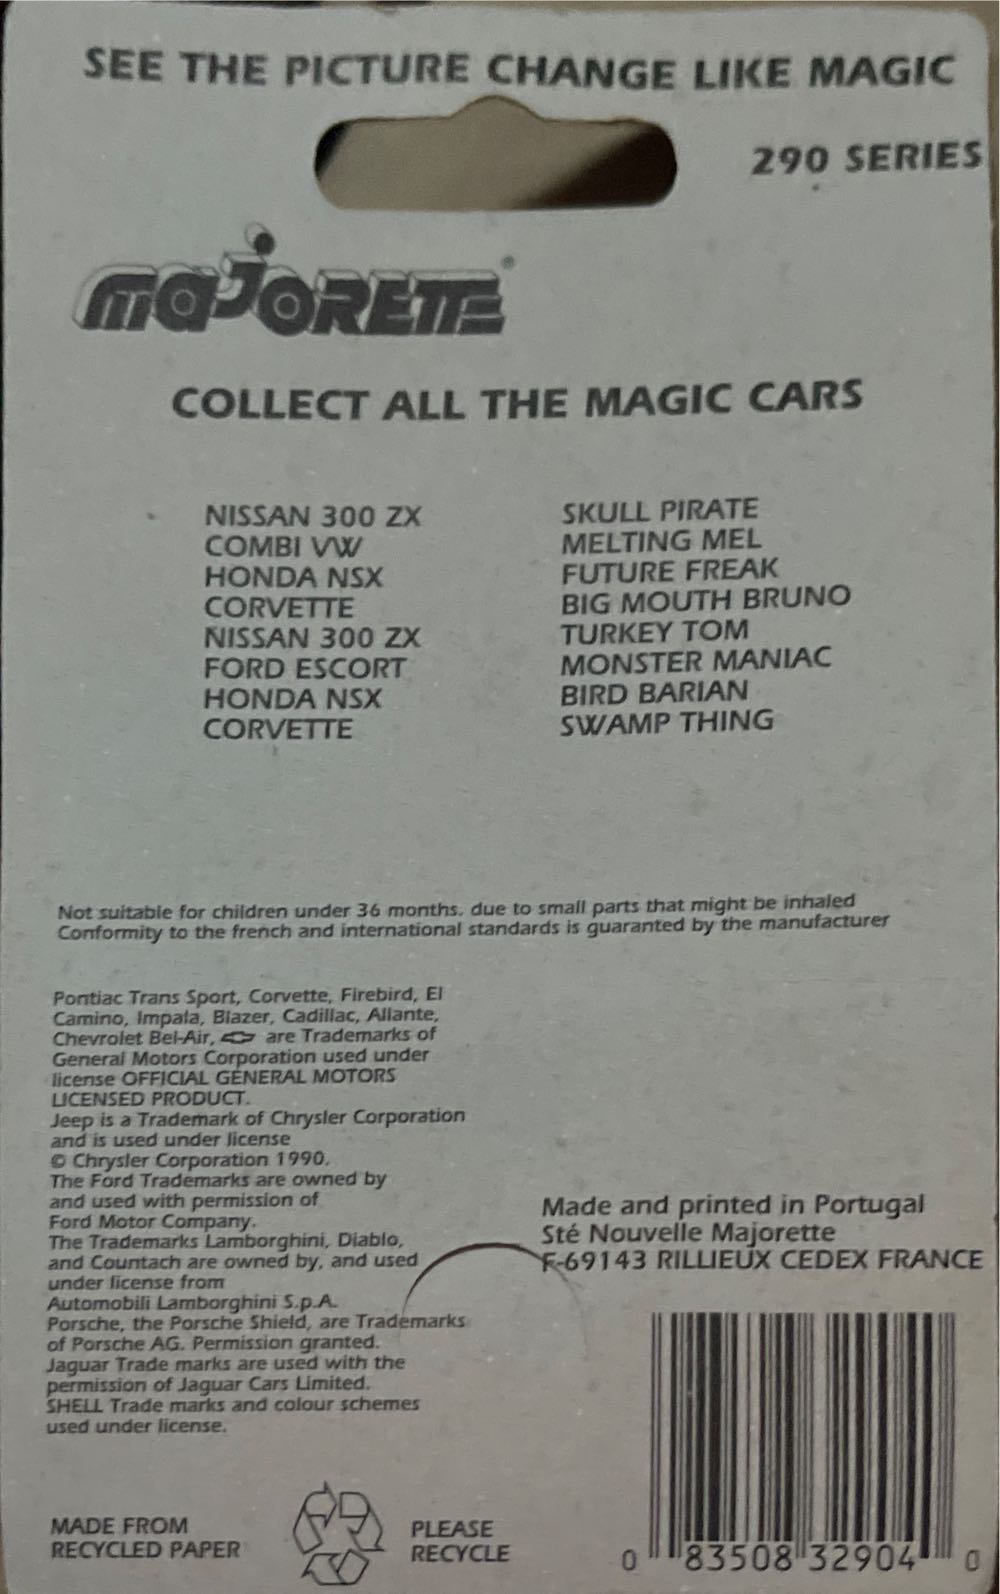 SEE THE PICTURE CHANGE LIKE MAGIC
290 SERIES
majORETTE®
COLLECT ALL THE MAGIC CARS
NISSAN 300 ZX SKULL PIRATE
COMBI VW MELTING MEL
HONDA NSX FUTURE FREAK
CORVETTE BIG MOUTH BRUNO
NISSAN 300 ZX TURKEY TOM
FORD ESCORT MONSTER MANIAC
HONDA NSX BIRD BARIAN
CORVETTE SWAMP THING
Not suitable for children under 36 months. due to small parts that might be inhaled
Conformity to the french and international standards is guaranted by the manufacturer
Pontiac Trans Sport, Corvette, Firebird, El
Camino, Impala, Blazer, Cadillac, Allante,
Chevrolet Bel-Air, are Trademarks of
General Motors Corporation used under
license OFFICIAL GENERAL MOTORS
LICENSED PRODUCT.
Jeep is a Trademark of Chrysler Corporation
and is used under license
© Chrysler Corporation 1990.
The Ford Trademarks are owned by
and used with permission of
Ford Motor Company.
The Trademarks Lamborghini, Diablo,
and Countach are owned by, and used
under license from
Automobili Lamborghini S.p.A.
Porsche, the Porsche Shield, are Trademarks
of Porsche AG. Permission granted.
Jaguar Trade marks are used with the
permission of Jaguar Cars Limited.
SHELL Trade marks and colour schemes
used under license.
Made and printed in Portugal
Sté Nouvelle Majorette
F-69143 RILLIEUX CEDEX FRANCE
MADE FROM
RECYCLED PAPER
PLEASE
RECYCLE
0 83508 32904 0